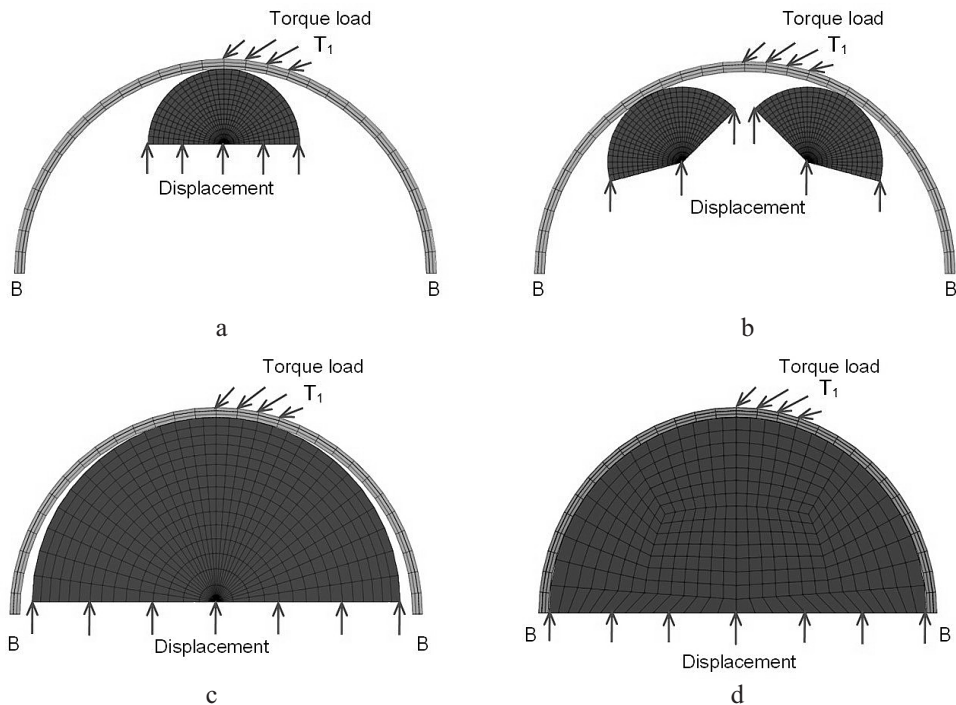 Torque load
T1
Displacement
B
B
a
Torque load
T1
Displacement
B
B
b
Torque load
T1
Displacement
B
B
c
Torque load
T1
Displacement
B
B
d